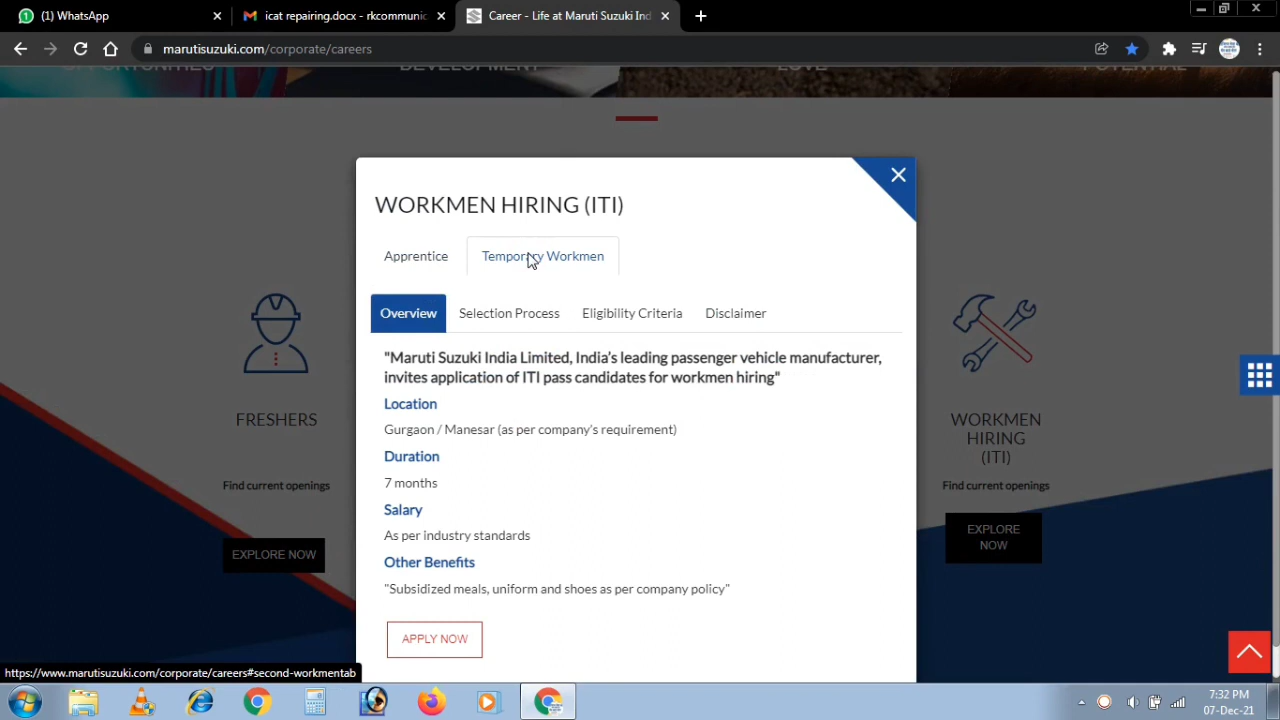 (1) WhatsApp
icat repairing.docx - rkcommunic
Career - Life at Maruti Suzuki Ind
marutisuzuki.com/corporate/careers
OPPORTUNITIES
DEVELOPMENT
LOVE
POTENTIAL
WORKMEN HIRING (ITI)
Apprentice
Temporary Workmen
Overview
Selection Process
Eligibility Criteria
Disclaimer
"Maruti Suzuki India Limited, India's leading passenger vehicle manufacturer,
invites application of ITI pass candidates for workmen hiring"
Location
Gurgaon / Manesar (as per company's requirement)
Duration
7 months
Salary
As per industry standards
Other Benefits
"Subsidized meals, uniform and shoes as per company policy"
APPLY NOW
FRESHERS
Find current openings
EXPLORE NOW
WORKMEN
HIRING
(ITI)
Find current openings
EXPLORE
NOW
https://www.marutisuzuki.com/corporate/careers#second-workmentab
7:32 PM
07-Dec-21